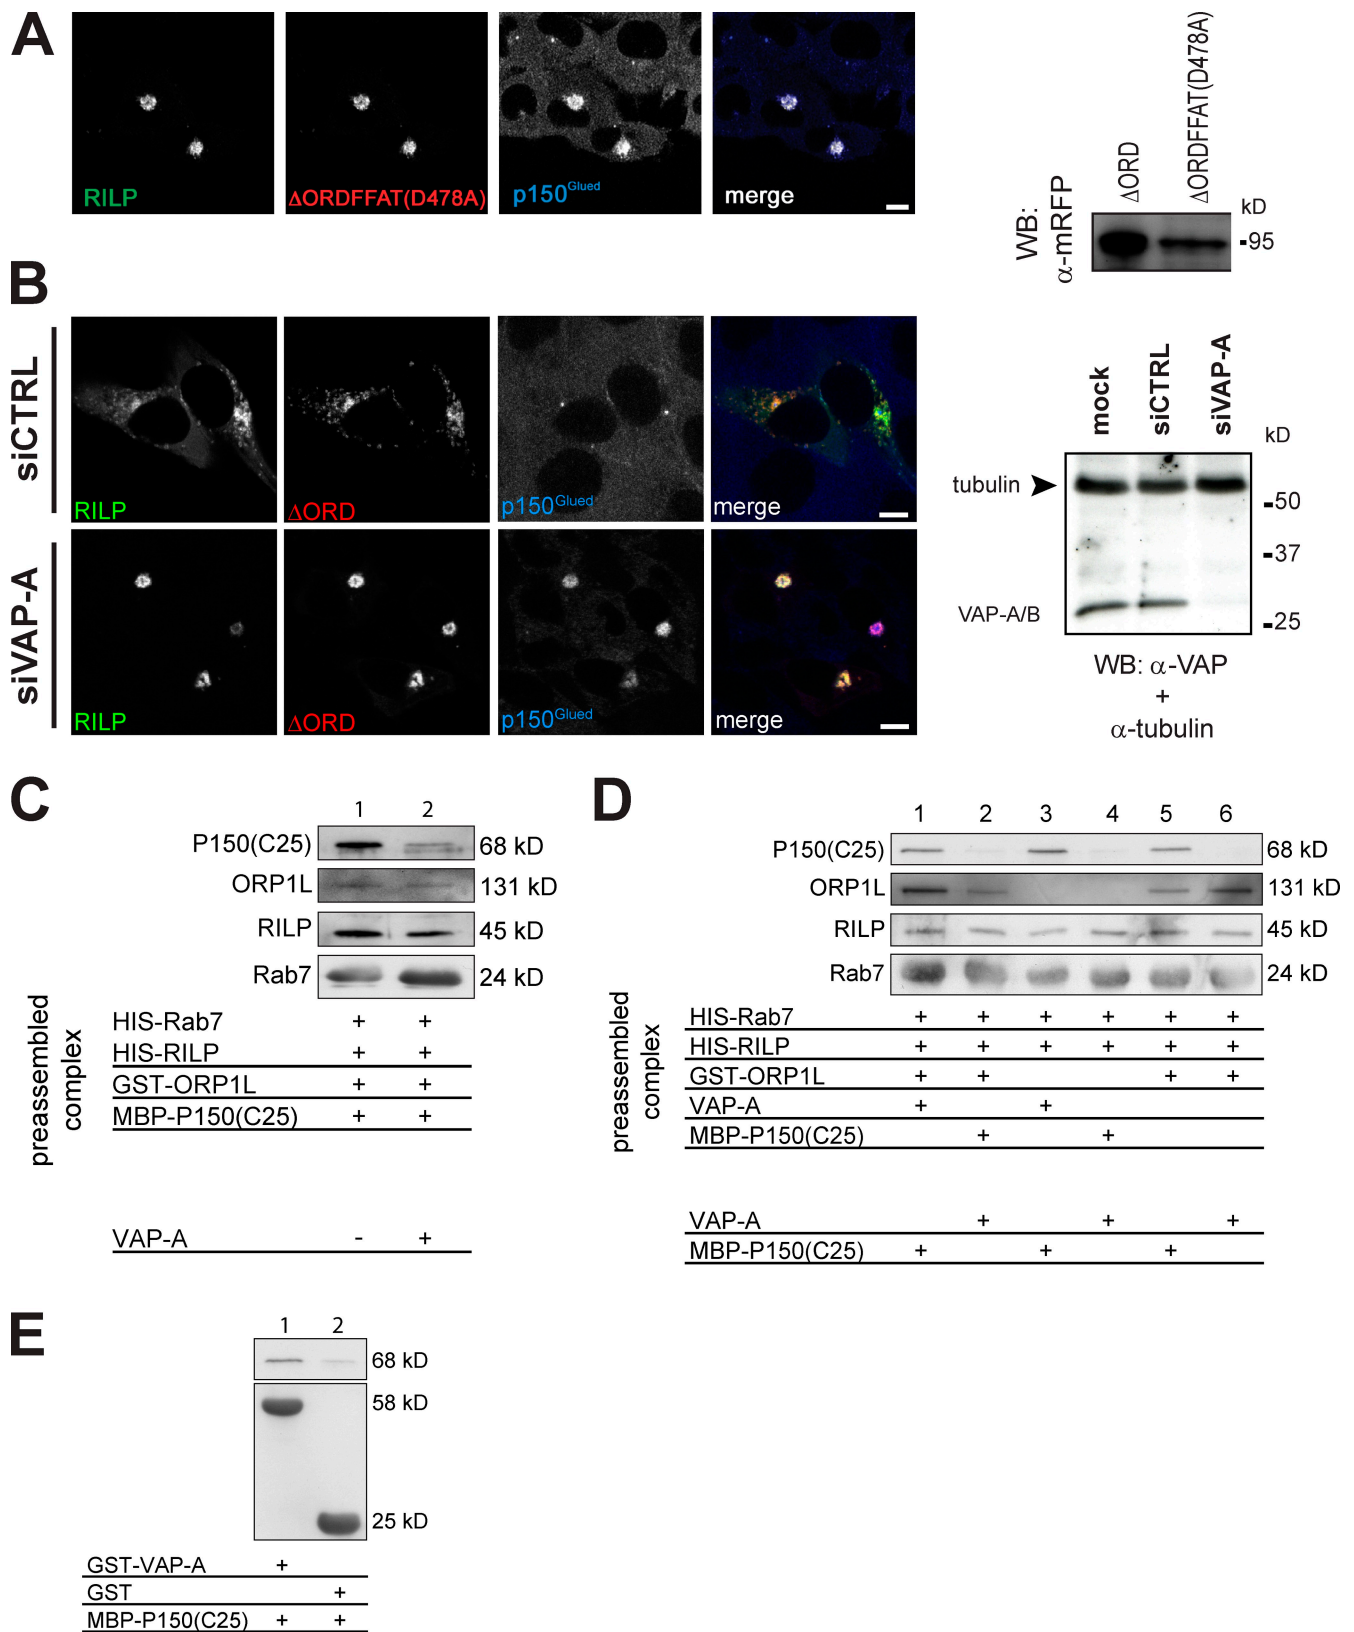 A
RILP
ΔORDFFAT(D478A)
p150Glued
merge
WB:
α-mRFP
ΔORD
ΔORDFFAT(D478A)
kD
-95
B
siCTRL
RILP
ΔORD
p150Glued
merge
siVAP-A
RILP
ΔORD
p150Glued
merge
mock
siCTRL
siVAP-A
kD
tubulin
-50
-37
VAP-A/B
-25
WB: α-VAP
+
α-tubulin
C
1 2
P150(C25) 68 kD
ORP1L 131 kD
RILP 45 kD
Rab7 24 kD
preassembled
complex
HIS-Rab7 + +
HIS-RILP + +
GST-ORP1L + +
MBP-P150(C25) + +
VAP-A - +
D
1 2 3 4 5 6
P150(C25) 68 kD
ORP1L 131 kD
RILP 45 kD
Rab7 24 kD
preassembled
complex
HIS-Rab7 + + + + + +
HIS-RILP + + + + + +
GST-ORP1L + + + +
VAP-A + +
MBP-P150(C25) + +
VAP-A + + +
MBP-P150(C25) + + +
E
1 2
68 kD
58 kD
25 kD
GST-VAP-A +
GST +
MBP-P150(C25) + +